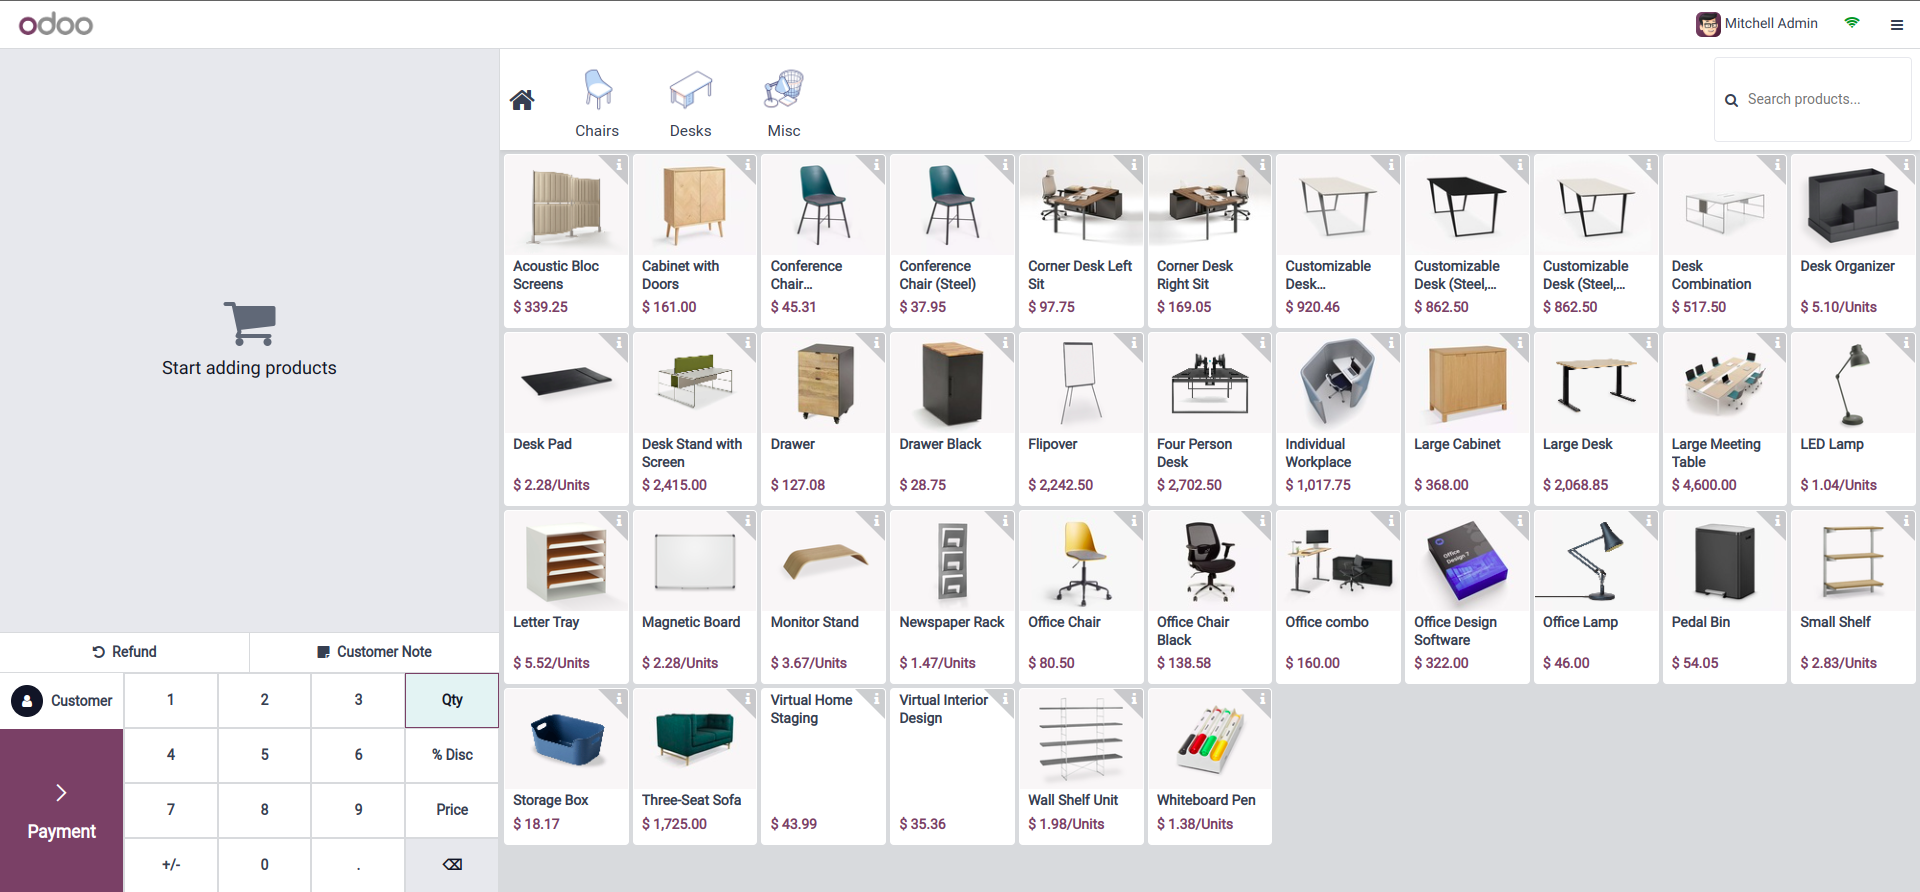 odoo
Mitchell Admin
Chairs
Desks
Misc
Search products...
Start adding products
Acoustic Bloc
Screens
$ 339.25
Cabinet with
Doors
$ 161.00
Conference
Chair...
$ 45.31
Conference
Chair (Steel)
$ 37.95
Corner Desk Left
Sit
$ 97.75
Corner Desk
Right Sit
$ 169.05
Customizable
Desk...
$ 920.46
Customizable
Desk (Steel,...
$ 862.50
Customizable
Desk (Steel,...
$ 862.50
Desk
Combination
$ 517.50
Desk Organizer
$ 5.10/Units
Desk Pad
$ 2.28/Units
Desk Stand with
Screen
$ 2,415.00
Drawer
$ 127.08
Drawer Black
$ 28.75
Flipover
$ 2,242.50
Four Person
Desk
$ 2,702.50
Individual
Workplace
$ 1,017.75
Large Cabinet
$ 368.00
Large Desk
$ 2,068.85
Large Meeting
Table
$ 4,600.00
LED Lamp
$ 1.04/Units
Letter Tray
$ 5.52/Units
Magnetic Board
$ 2.28/Units
Monitor Stand
$ 3.67/Units
Newspaper Rack
$ 1.47/Units
Office Chair
$ 80.50
Office Chair
Black
$ 138.58
Office combo
$ 160.00
Office
Design 7
Office Design
Software
$ 322.00
Office Lamp
$ 46.00
Pedal Bin
$ 54.05
Small Shelf
$ 2.83/Units
Storage Box
$ 18.17
Three-Seat Sofa
$ 1,725.00
Virtual Home
Staging
$ 43.99
Virtual Interior
Design
$ 35.36
Wall Shelf Unit
$ 1.98/Units
Whiteboard Pen
$ 1.38/Units
Refund
Customer Note
Customer
1
2
3
Qty
4
5
6
% Disc
7
8
9
Price
Payment
+/-
0
.